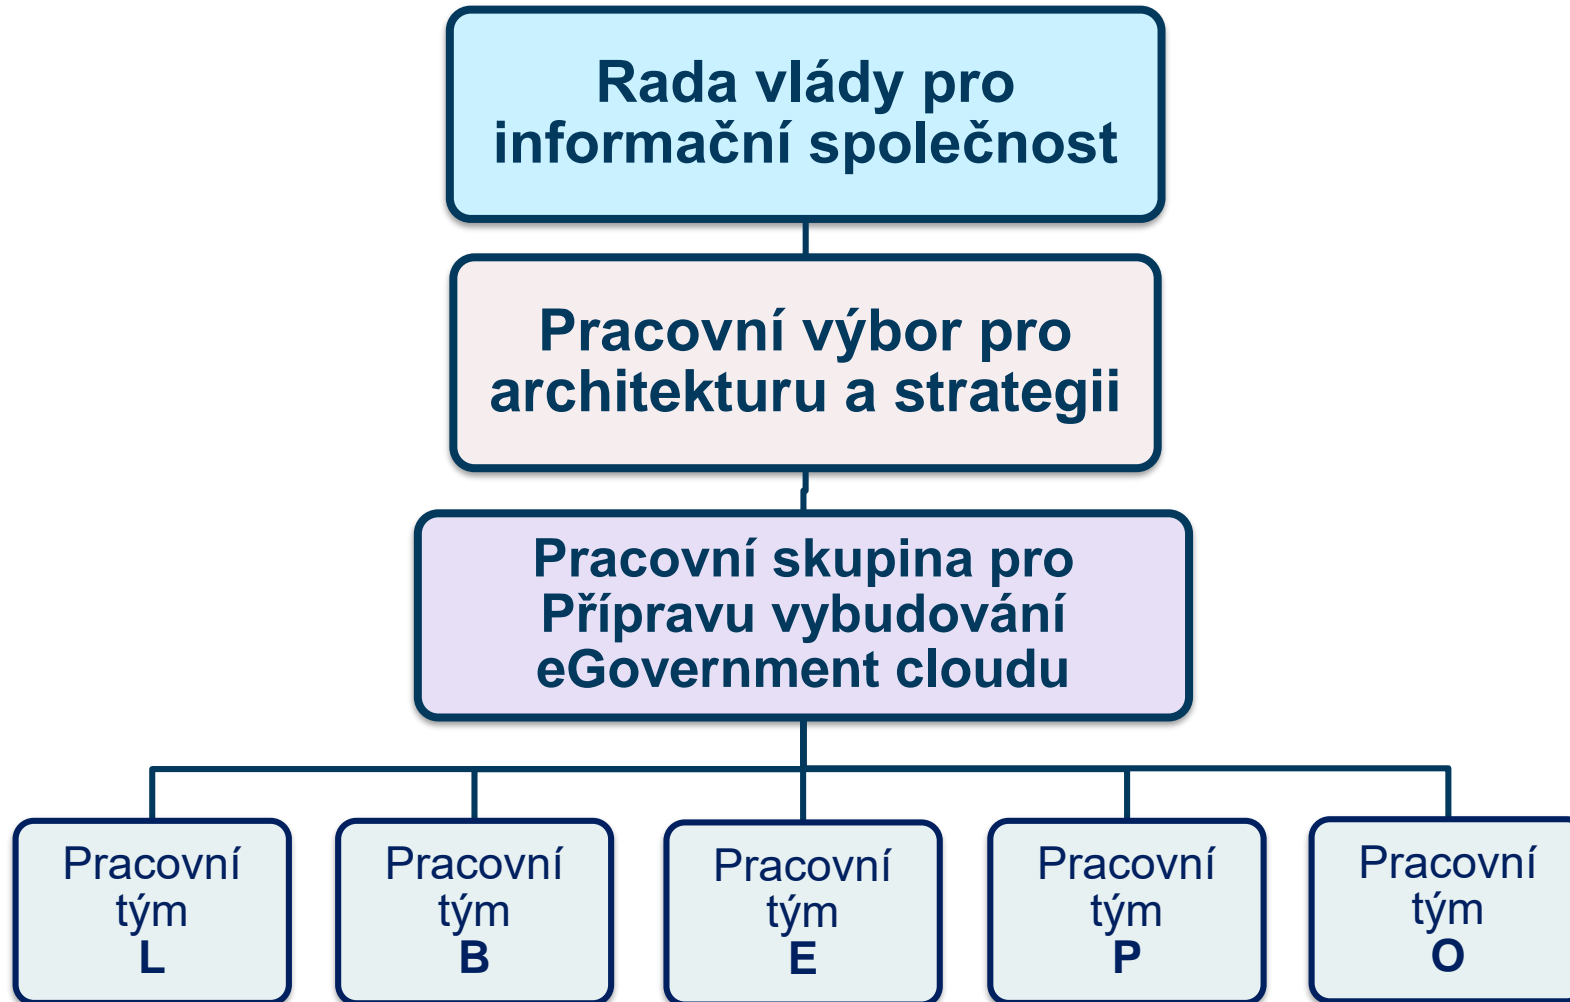 Rada vlády pro
informační společnost
Pracovní výbor pro
architekturu a strategii
Pracovní skupina pro
Přípravu vybudování
eGovernment cloudu
Pracovní
tým
L
Pracovní
tým
B
Pracovní
tým
E
Pracovní
tým
P
Pracovní
tým
O